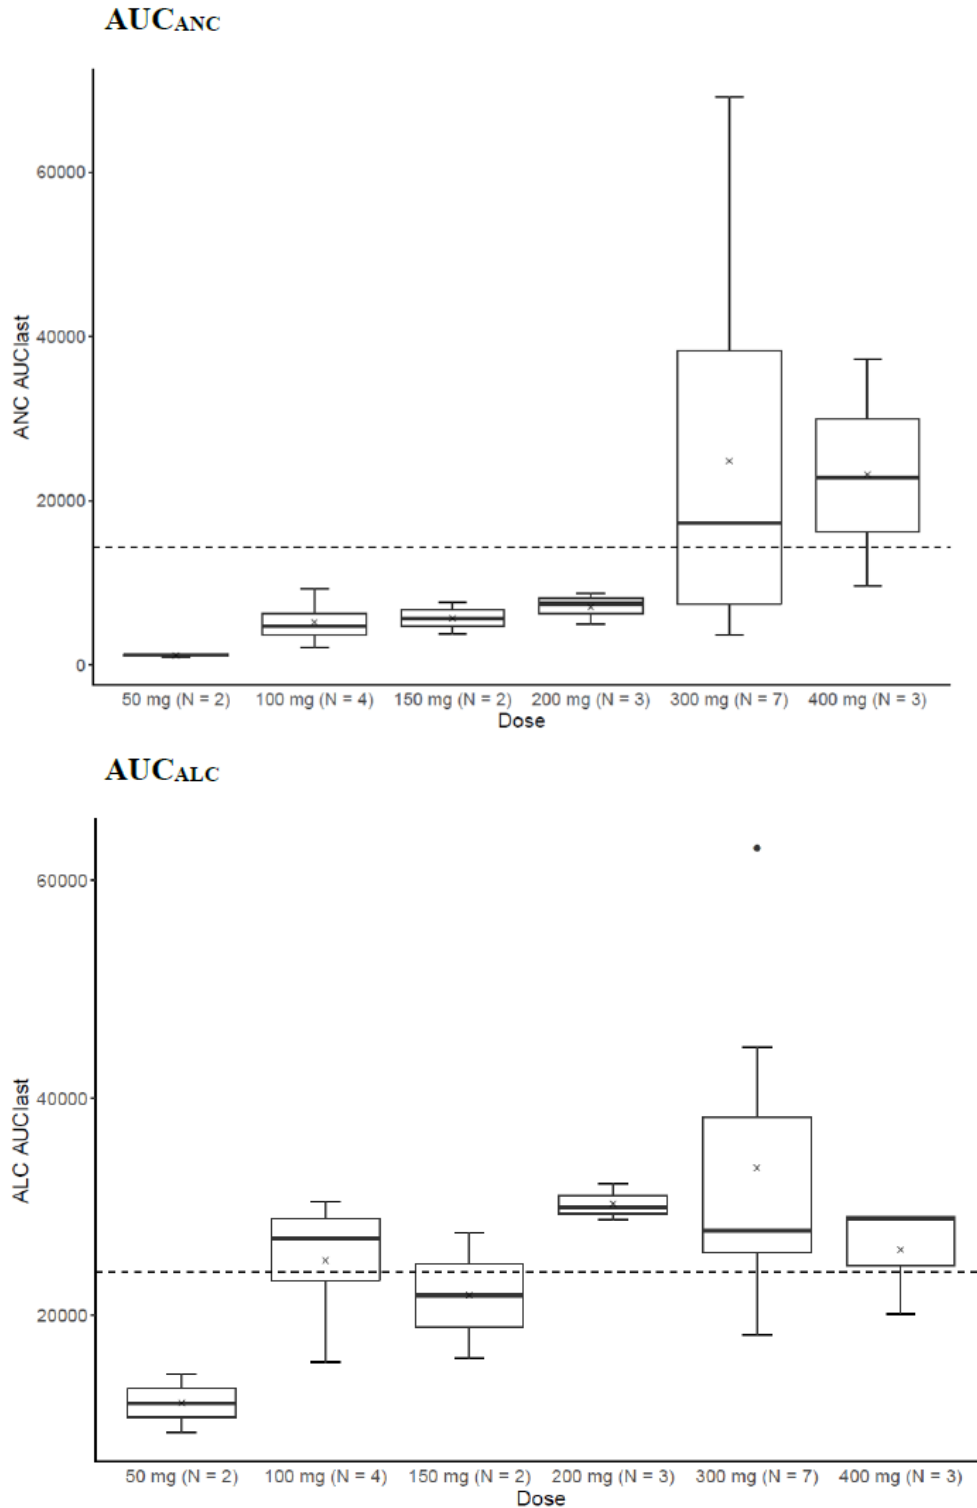 AUCANC
60000
40000
20000
0
ANC AUClast
50 mg (N = 2) 100 mg (N = 4) 150 mg (N = 2) 200 mg (N = 3) 300 mg (N = 7) 400 mg (N = 3)
Dose
AUCALC
60000
40000
20000
ALC AUClast
50 mg (N = 2) 100 mg (N = 4) 150 mg (N = 2) 200 mg (N = 3) 300 mg (N = 7) 400 mg (N = 3)
Dose